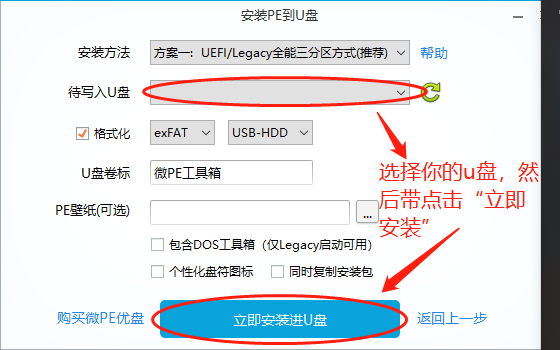 安装PE到U盘
安装方法 方案一：UEFI/Legacy全能三分区方式(推荐) 帮助
待写入U盘
格式化 exFAT USB-HDD
选择你的u盘，然
后带点击“立即
安装”
U盘卷标 微PE工具箱
PE壁纸(可选) ...
包含DOS工具箱（仅Legacy启动可用）
个性化盘符图标 同时复制安装包
购买微PE优盘 立即安装进U盘 返回上一步